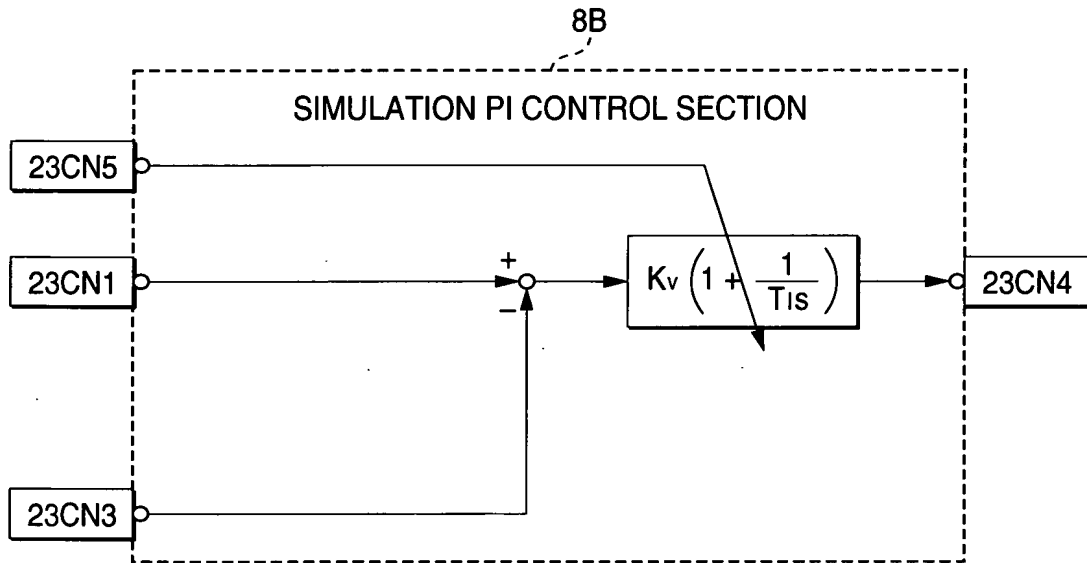 8B
SIMULATION PI CONTROL SECTION
23CN5
23CN1
+
−
Kv (1 + 1/TIS)
23CN4
23CN3